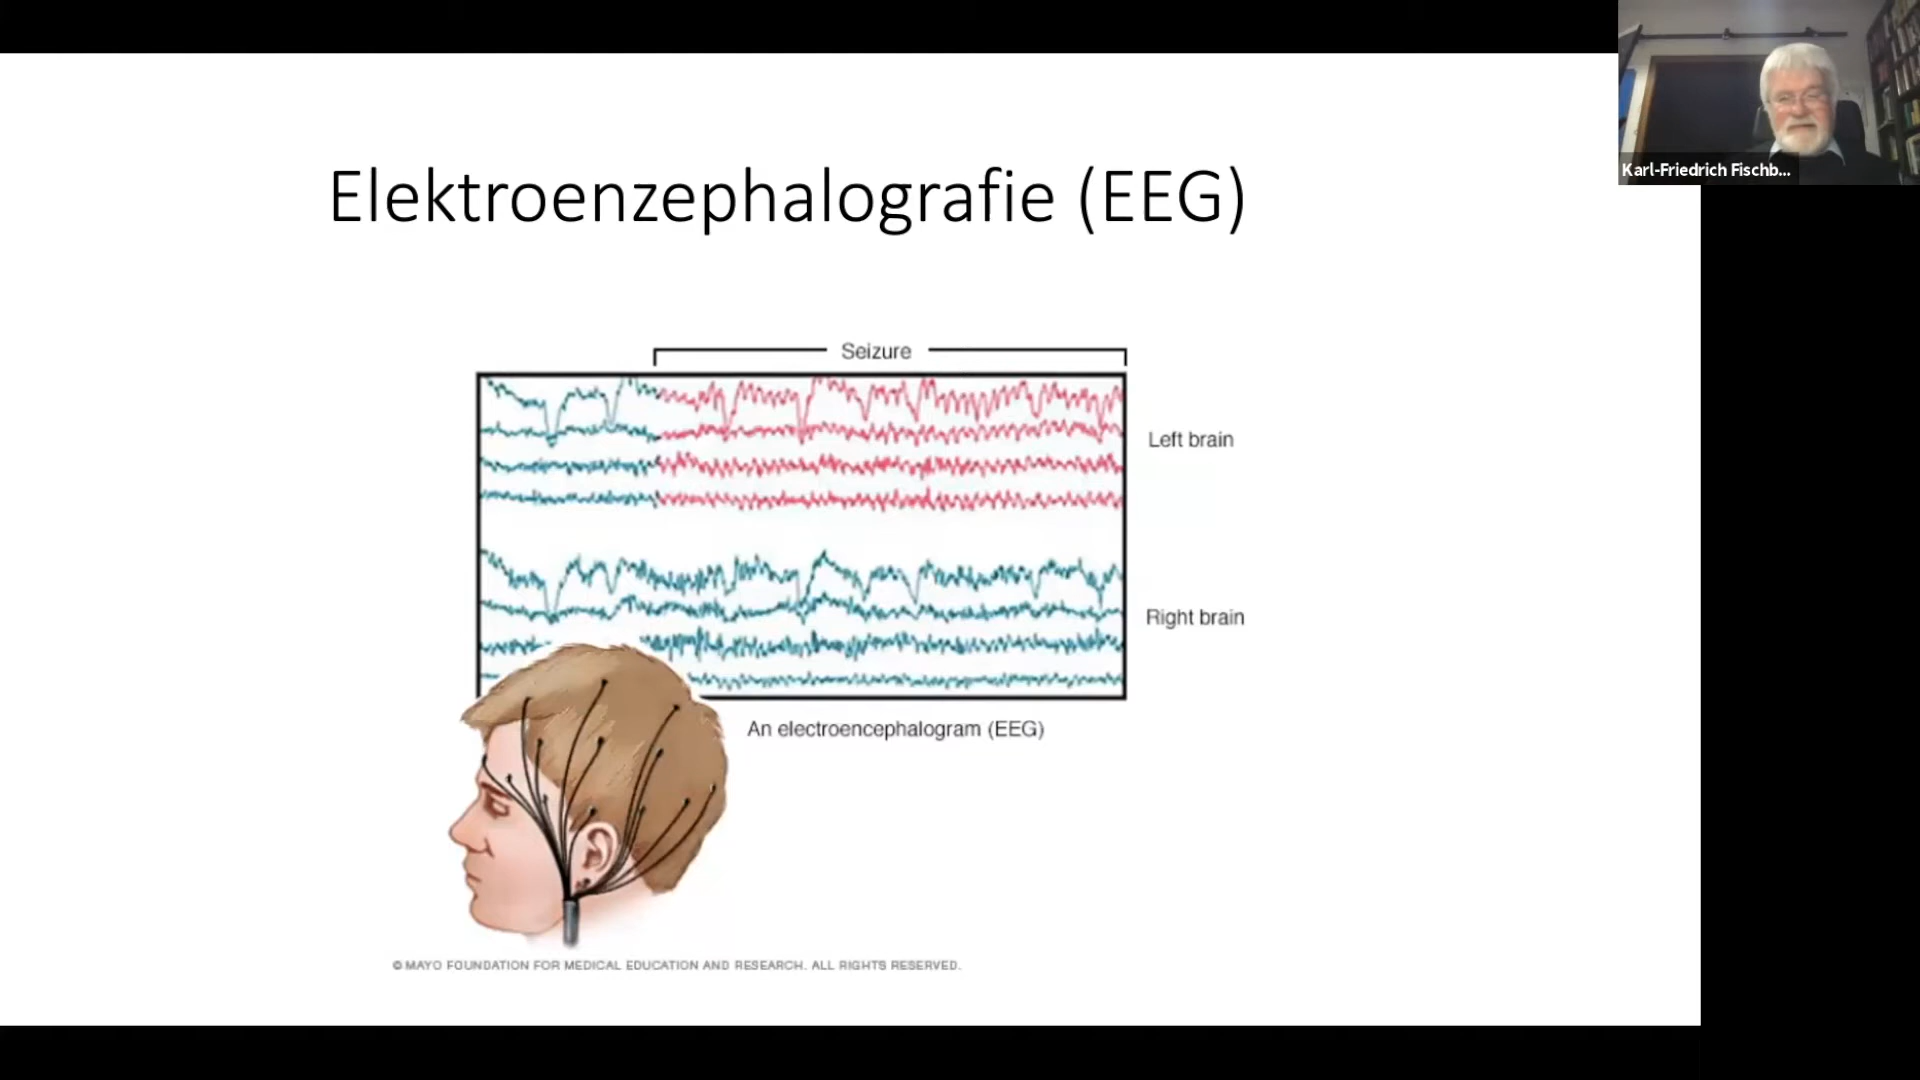 Karl-Friedrich Fischb...
Elektroenzephalografie (EEG)
Seizure
Left brain
Right brain
An electroencephalogram (EEG)
© MAYO FOUNDATION FOR MEDICAL EDUCATION AND RESEARCH. ALL RIGHTS RESERVED.